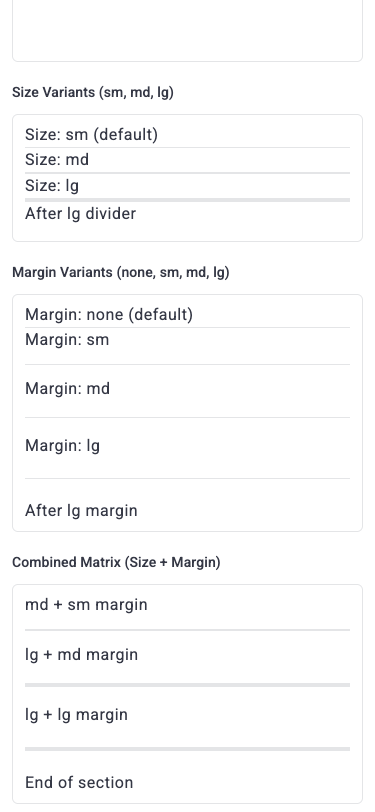 Size Variants (sm, md, lg)
Size: sm (default)
Size: md
Size: lg
After lg divider
Margin Variants (none, sm, md, lg)
Margin: none (default)
Margin: sm
Margin: md
Margin: lg
After lg margin
Combined Matrix (Size + Margin)
md + sm margin
lg + md margin
lg + lg margin
End of section